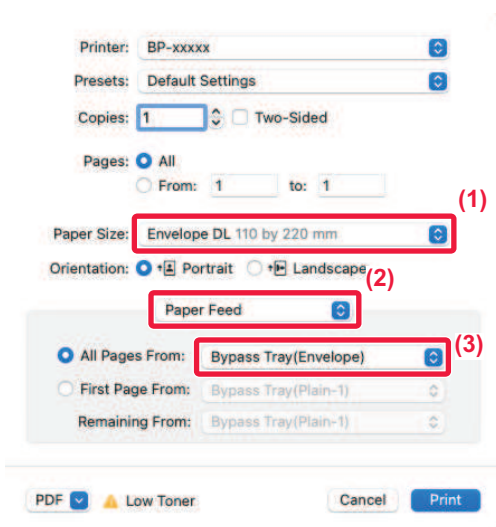 Printer: BP-xxxxx
Presets: Default Settings
Copies: 1 Two-Sided
Pages: All
From: 1 to: 1
(1)
Paper Size: Envelope DL 110 by 220 mm
Orientation: Portrait Landscape
(2)
Paper Feed
(3)
All Pages From: Bypass Tray(Envelope)
First Page From: Bypass Tray(Plain-1)
Remaining From: Bypass Tray(Plain-1)
PDF Low Toner Cancel Print